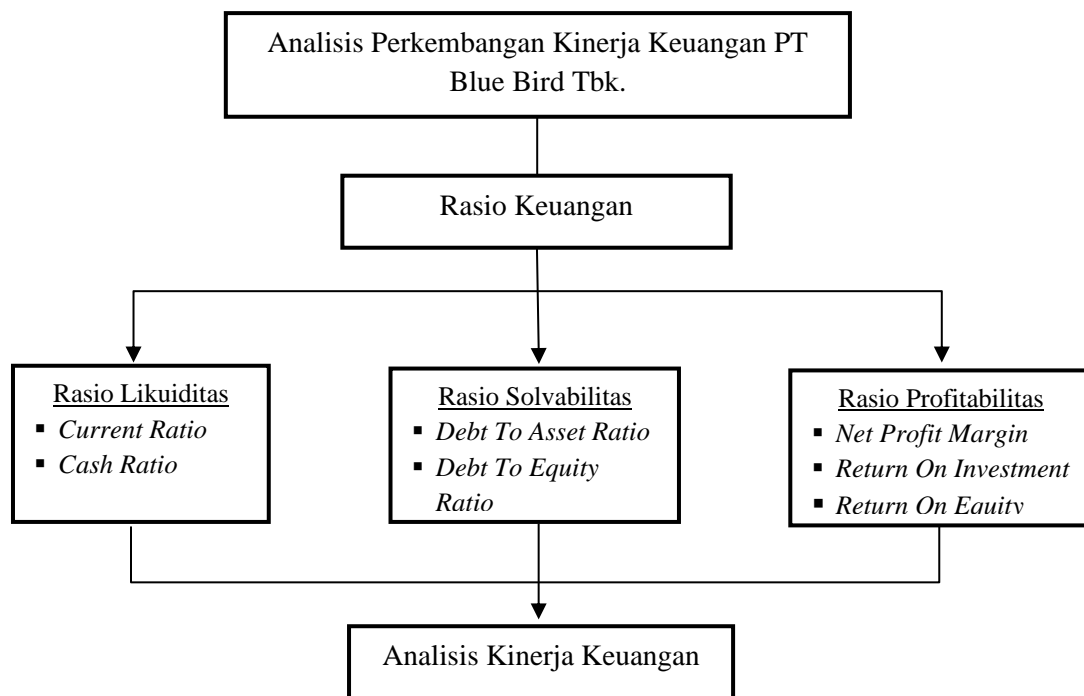 Analisis Perkembangan Kinerja Keuangan PT
Blue Bird Tbk.
Rasio Keuangan
Rasio Likuiditas
▪ Current Ratio
▪ Cash Ratio
Rasio Solvabilitas
▪ Debt To Asset Ratio
▪ Debt To Equity
Ratio
Rasio Profitabilitas
▪ Net Profit Margin
▪ Return On Investment
▪ Return On Equity
Analisis Kinerja Keuangan